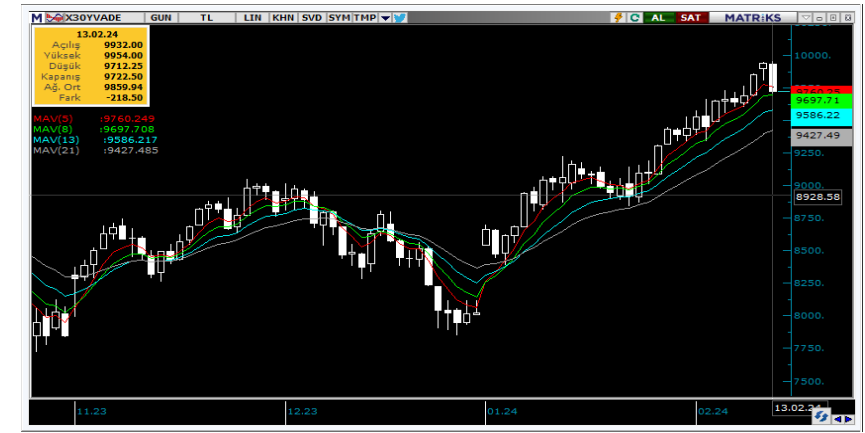 M X30YVADE GUN TL LIN KHN SVD SYM TMP C AL SAT MATRiKS
13.02.24
Açılış 9932.00
Yüksek 9954.00
Düşük 9712.25
Kapanış 9722.50
Ağ. Ort 9859.94
Fark -218.50
MAV(5) :9760.249
MAV(8) :9697.708
MAV(13) :9586.217
MAV(21) :9427.485
10000.
9760.25
9697.71
9586.22
9427.49
9250.
9000.
8928.58
8750.
8500.
8250.
8000.
7750.
7500.
11.23 12.23 01.24 02.24 13.02.24